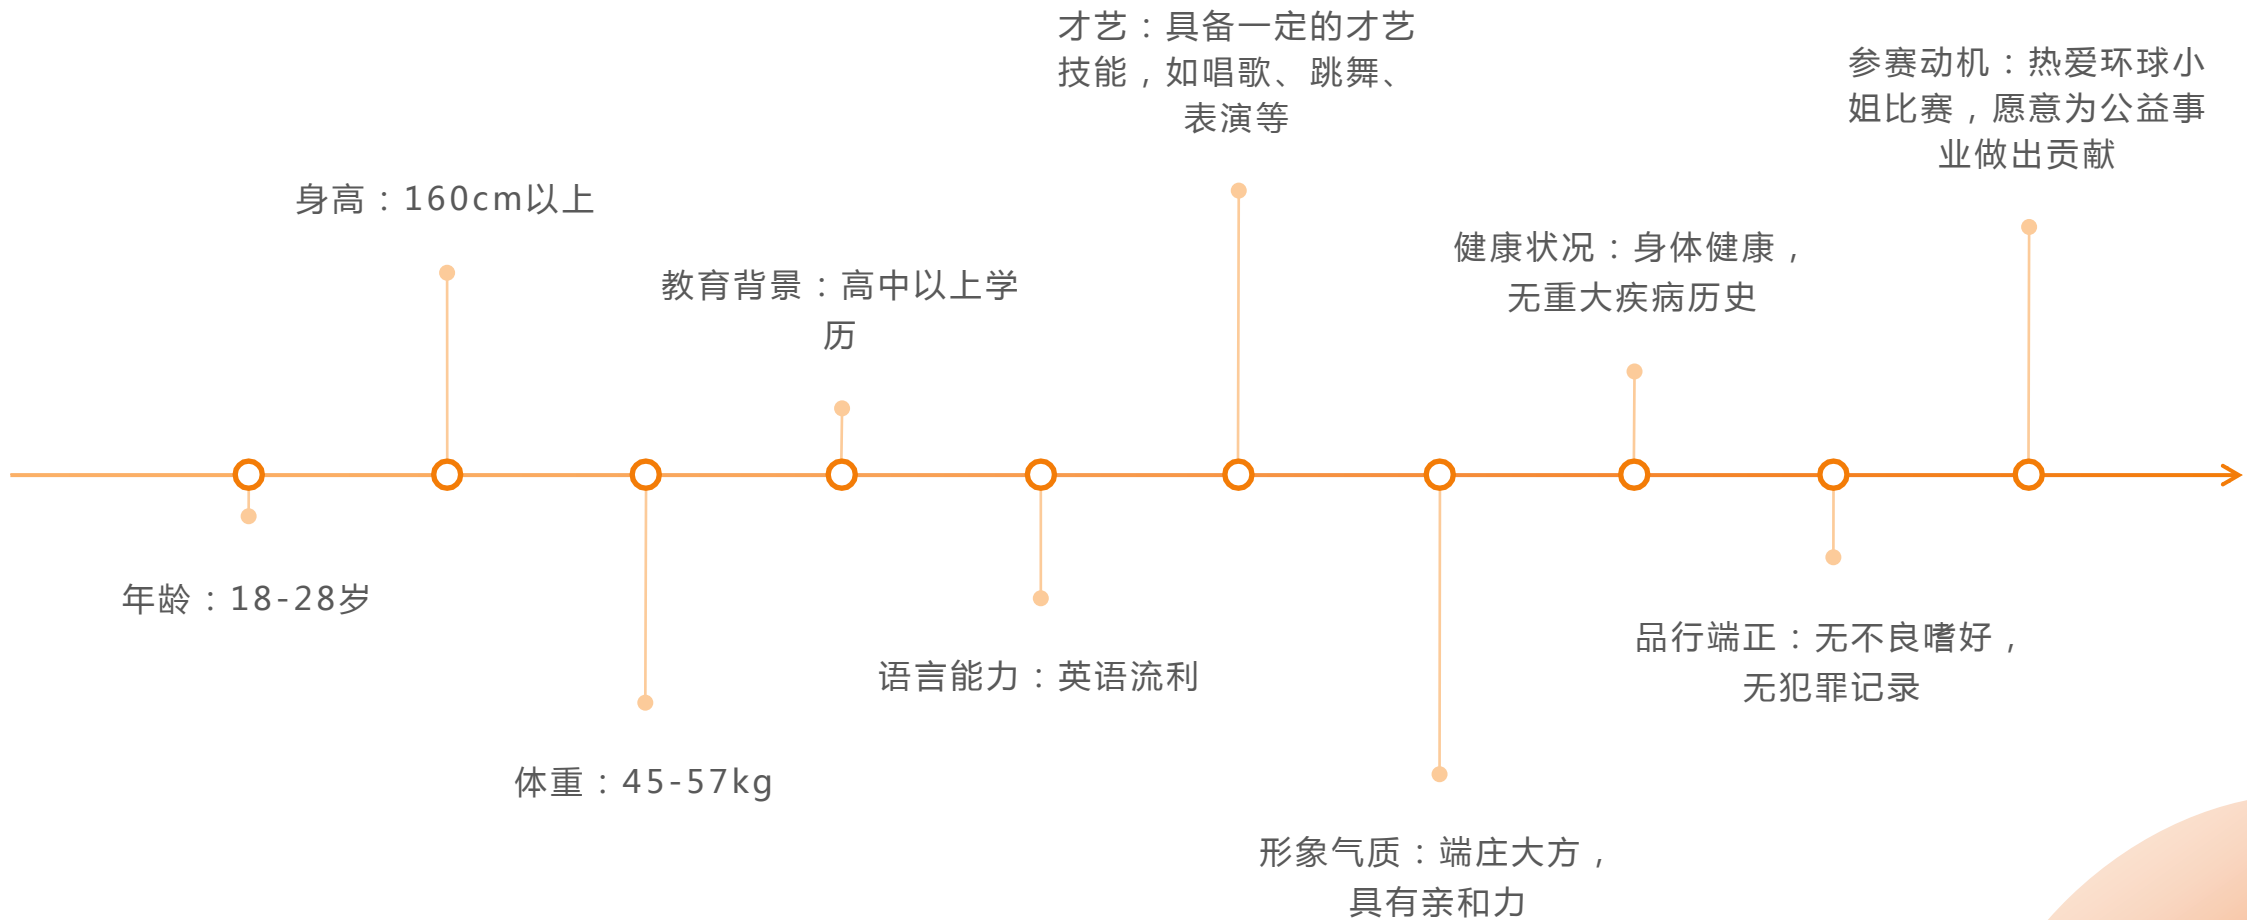 年龄：18-28岁
身高：160cm以上
体重：45-57kg
教育背景：高中以上学
历
语言能力：英语流利
才艺：具备一定的才艺
技能，如唱歌、跳舞、
表演等
形象气质：端庄大方，
具有亲和力
健康状况：身体健康，
无重大疾病历史
品行端正：无不良嗜好，
无犯罪记录
参赛动机：热爱环球小
姐比赛，愿意为公益事
业做出贡献